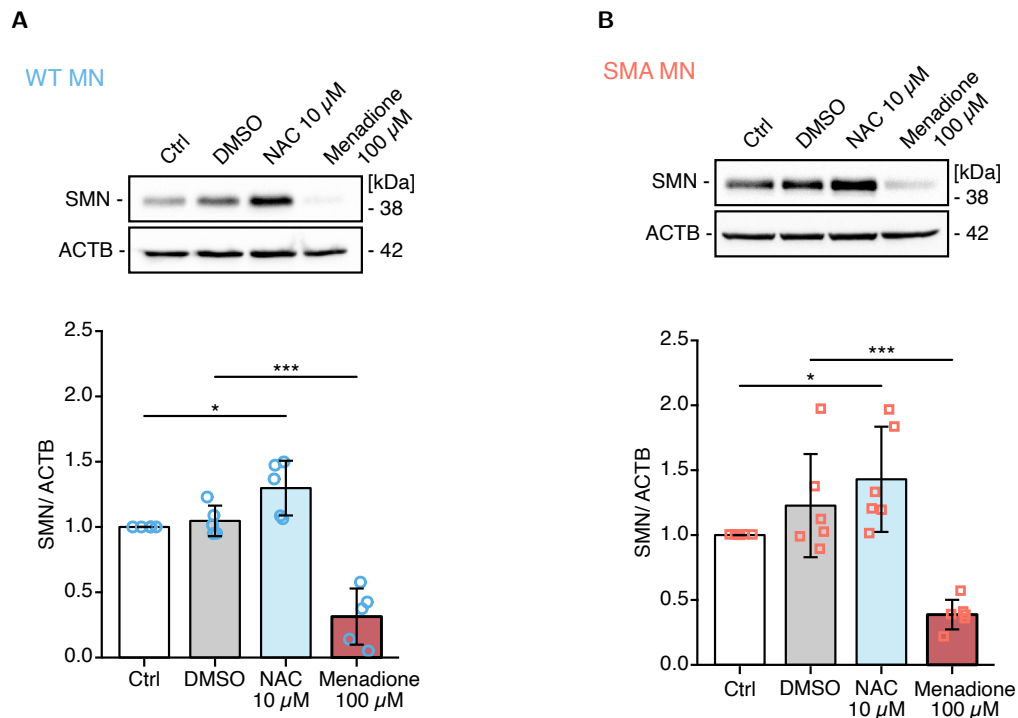 A
WT MN
Ctrl
DMSO
NAC 10 µM
Menadione
100 µM
SMN -
[kDa]
- 38
ACTB -
- 42
2.5
2.0
1.5
1.0
0.5
0.0
SMN/ ACTB
***
*
Ctrl
DMSO
NAC
10 µM
Menadione
100 µM
B
SMA MN
Ctrl
DMSO
NAC 10 µM
Menadione
100 µM
SMN -
[kDa]
- 38
ACTB -
- 42
2.5
2.0
1.5
1.0
0.5
0.0
SMN/ ACTB
***
*
Ctrl
DMSO
NAC
10 µM
Menadione
100 µM